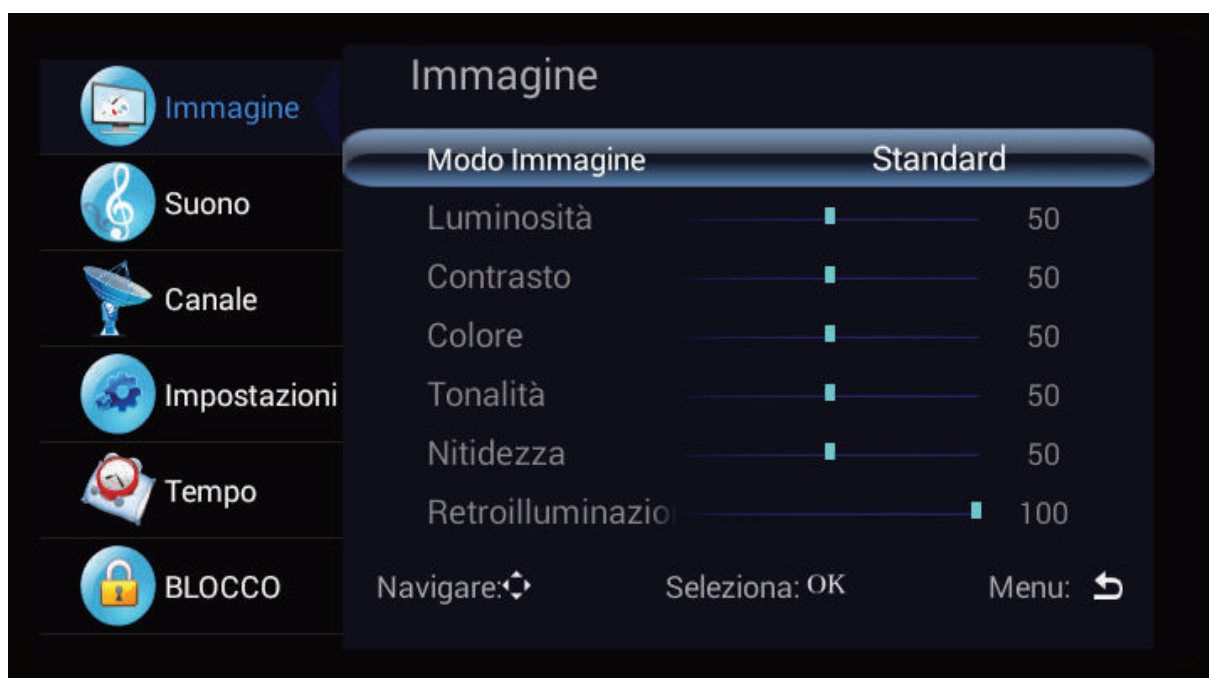 Immagine
Suono
Canale
Impostazioni
Tempo
BLOCCO
Immagine
Modo Immagine Standard
Luminosità 50
Contrasto 50
Colore 50
Tonalità 50
Nitidezza 50
Retroilluminazio 100
Navigare: Seleziona: OK Menu: